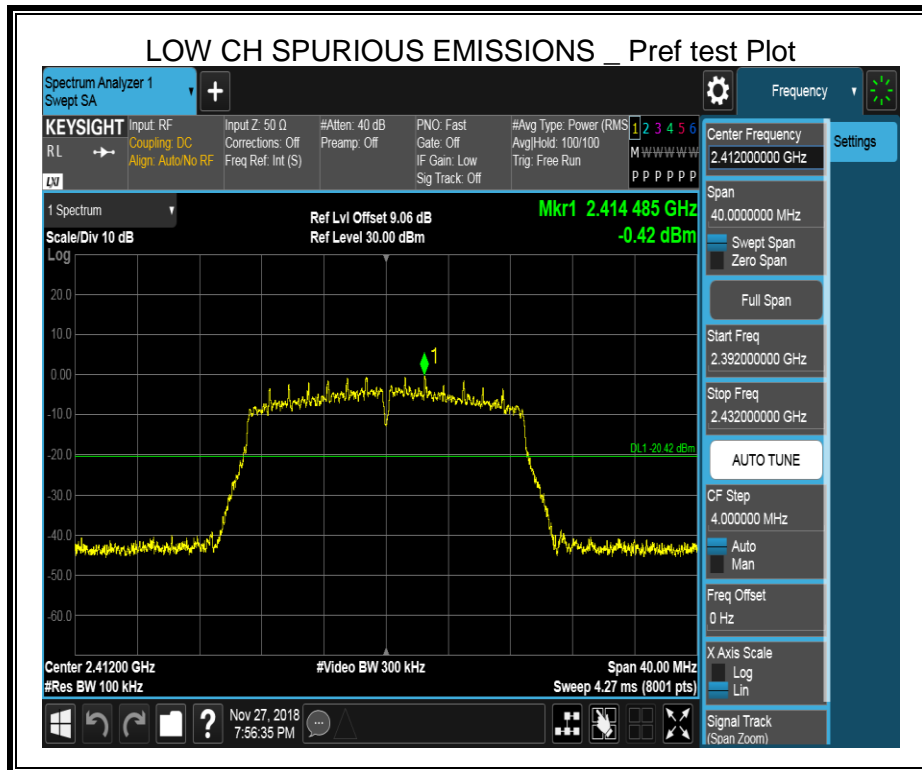 LOW CH SPURIOUS EMISSIONS _ Pref test Plot
Spectrum Analyzer 1
Swept SA
+
Frequency
KEYSIGHT
RL
LXI
Input: RF
Coupling: DC
Align: Auto/No RF
Input Z: 50 Ω
Corrections: Off
Freq Ref: Int (S)
#Atten: 40 dB
Preamp: Off
PNO: Fast
Gate: Off
IF Gain: Low
Sig Track: Off
#Avg Type: Power (RMS
Avg|Hold: 100/100
Trig: Free Run
1 2 3 4 5 6
M W W W W W
P P P P P P
Center Frequency
2.412000000 GHz
Settings
Span
40.0000000 MHz
Swept Span
Zero Span
Full Span
Start Freq
2.392000000 GHz
Stop Freq
2.432000000 GHz
AUTO TUNE
CF Step
4.000000 MHz
Auto
Man
Freq Offset
0 Hz
X Axis Scale
Log
Lin
Signal Track
(Span Zoom)
1 Spectrum
Scale/Div 10 dB
Ref Lvl Offset 9.06 dB
Ref Level 30.00 dBm
Mkr1 2.414 485 GHz
-0.42 dBm
Log
20.0
10.0
0.00
-10.0
-20.0
-30.0
-40.0
-50.0
-60.0
1
DL1 -20.42 dBm
Center 2.41200 GHz
#Res BW 100 kHz
#Video BW 300 kHz
Span 40.00 MHz
Sweep 4.27 ms (8001 pts)
?
Nov 27, 2018
7:56:35 PM